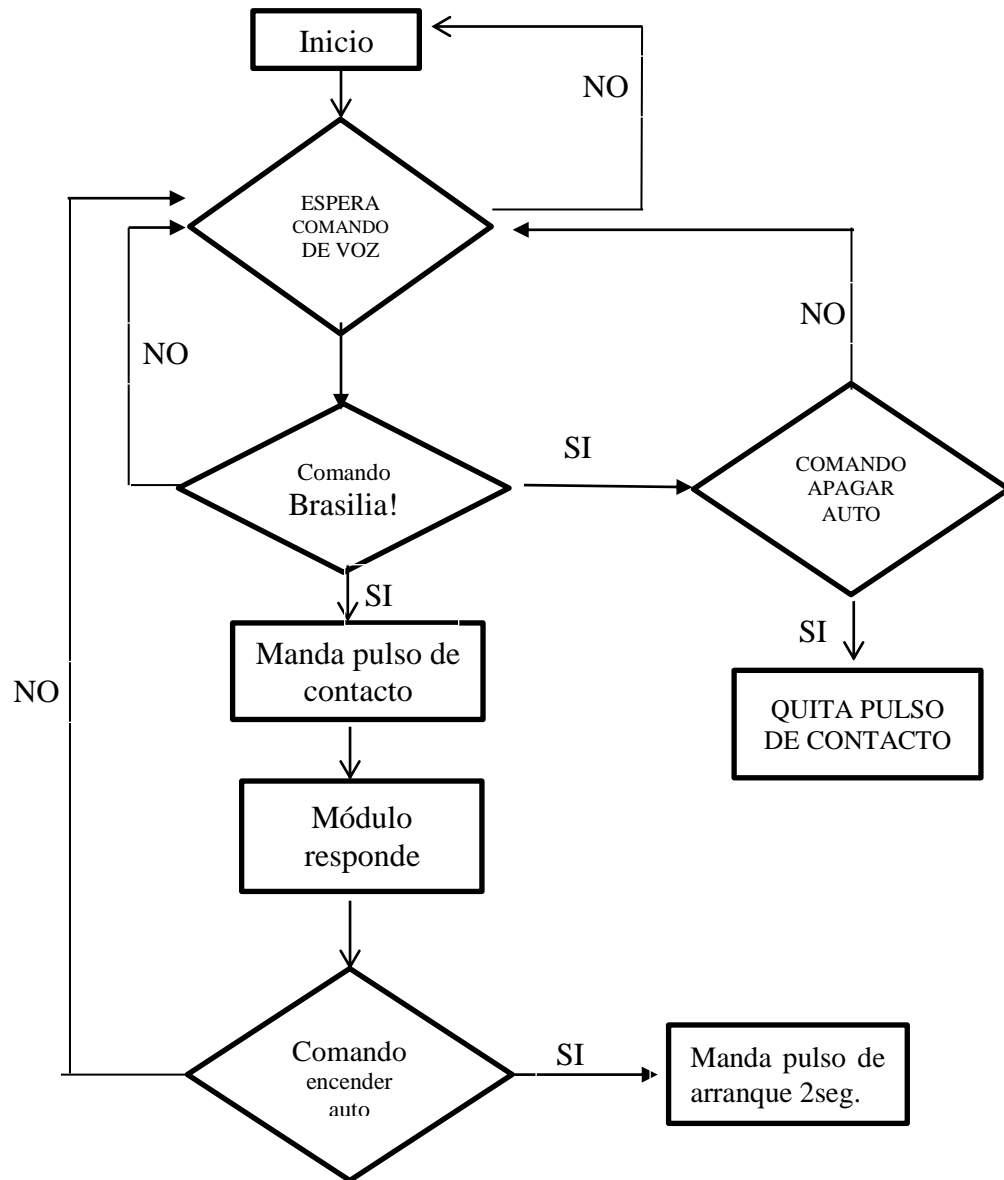 Inicio
NO
ESPERA
COMANDO
DE VOZ
NO
NO
Comando
Brasilia!
SI
COMANDO
APAGAR
AUTO
SI
SI
Manda pulso de
contacto
QUITA PULSO
DE CONTACTO
NO
Módulo
responde
Comando
encender
auto
SI
Manda pulso de
arranque 2seg.